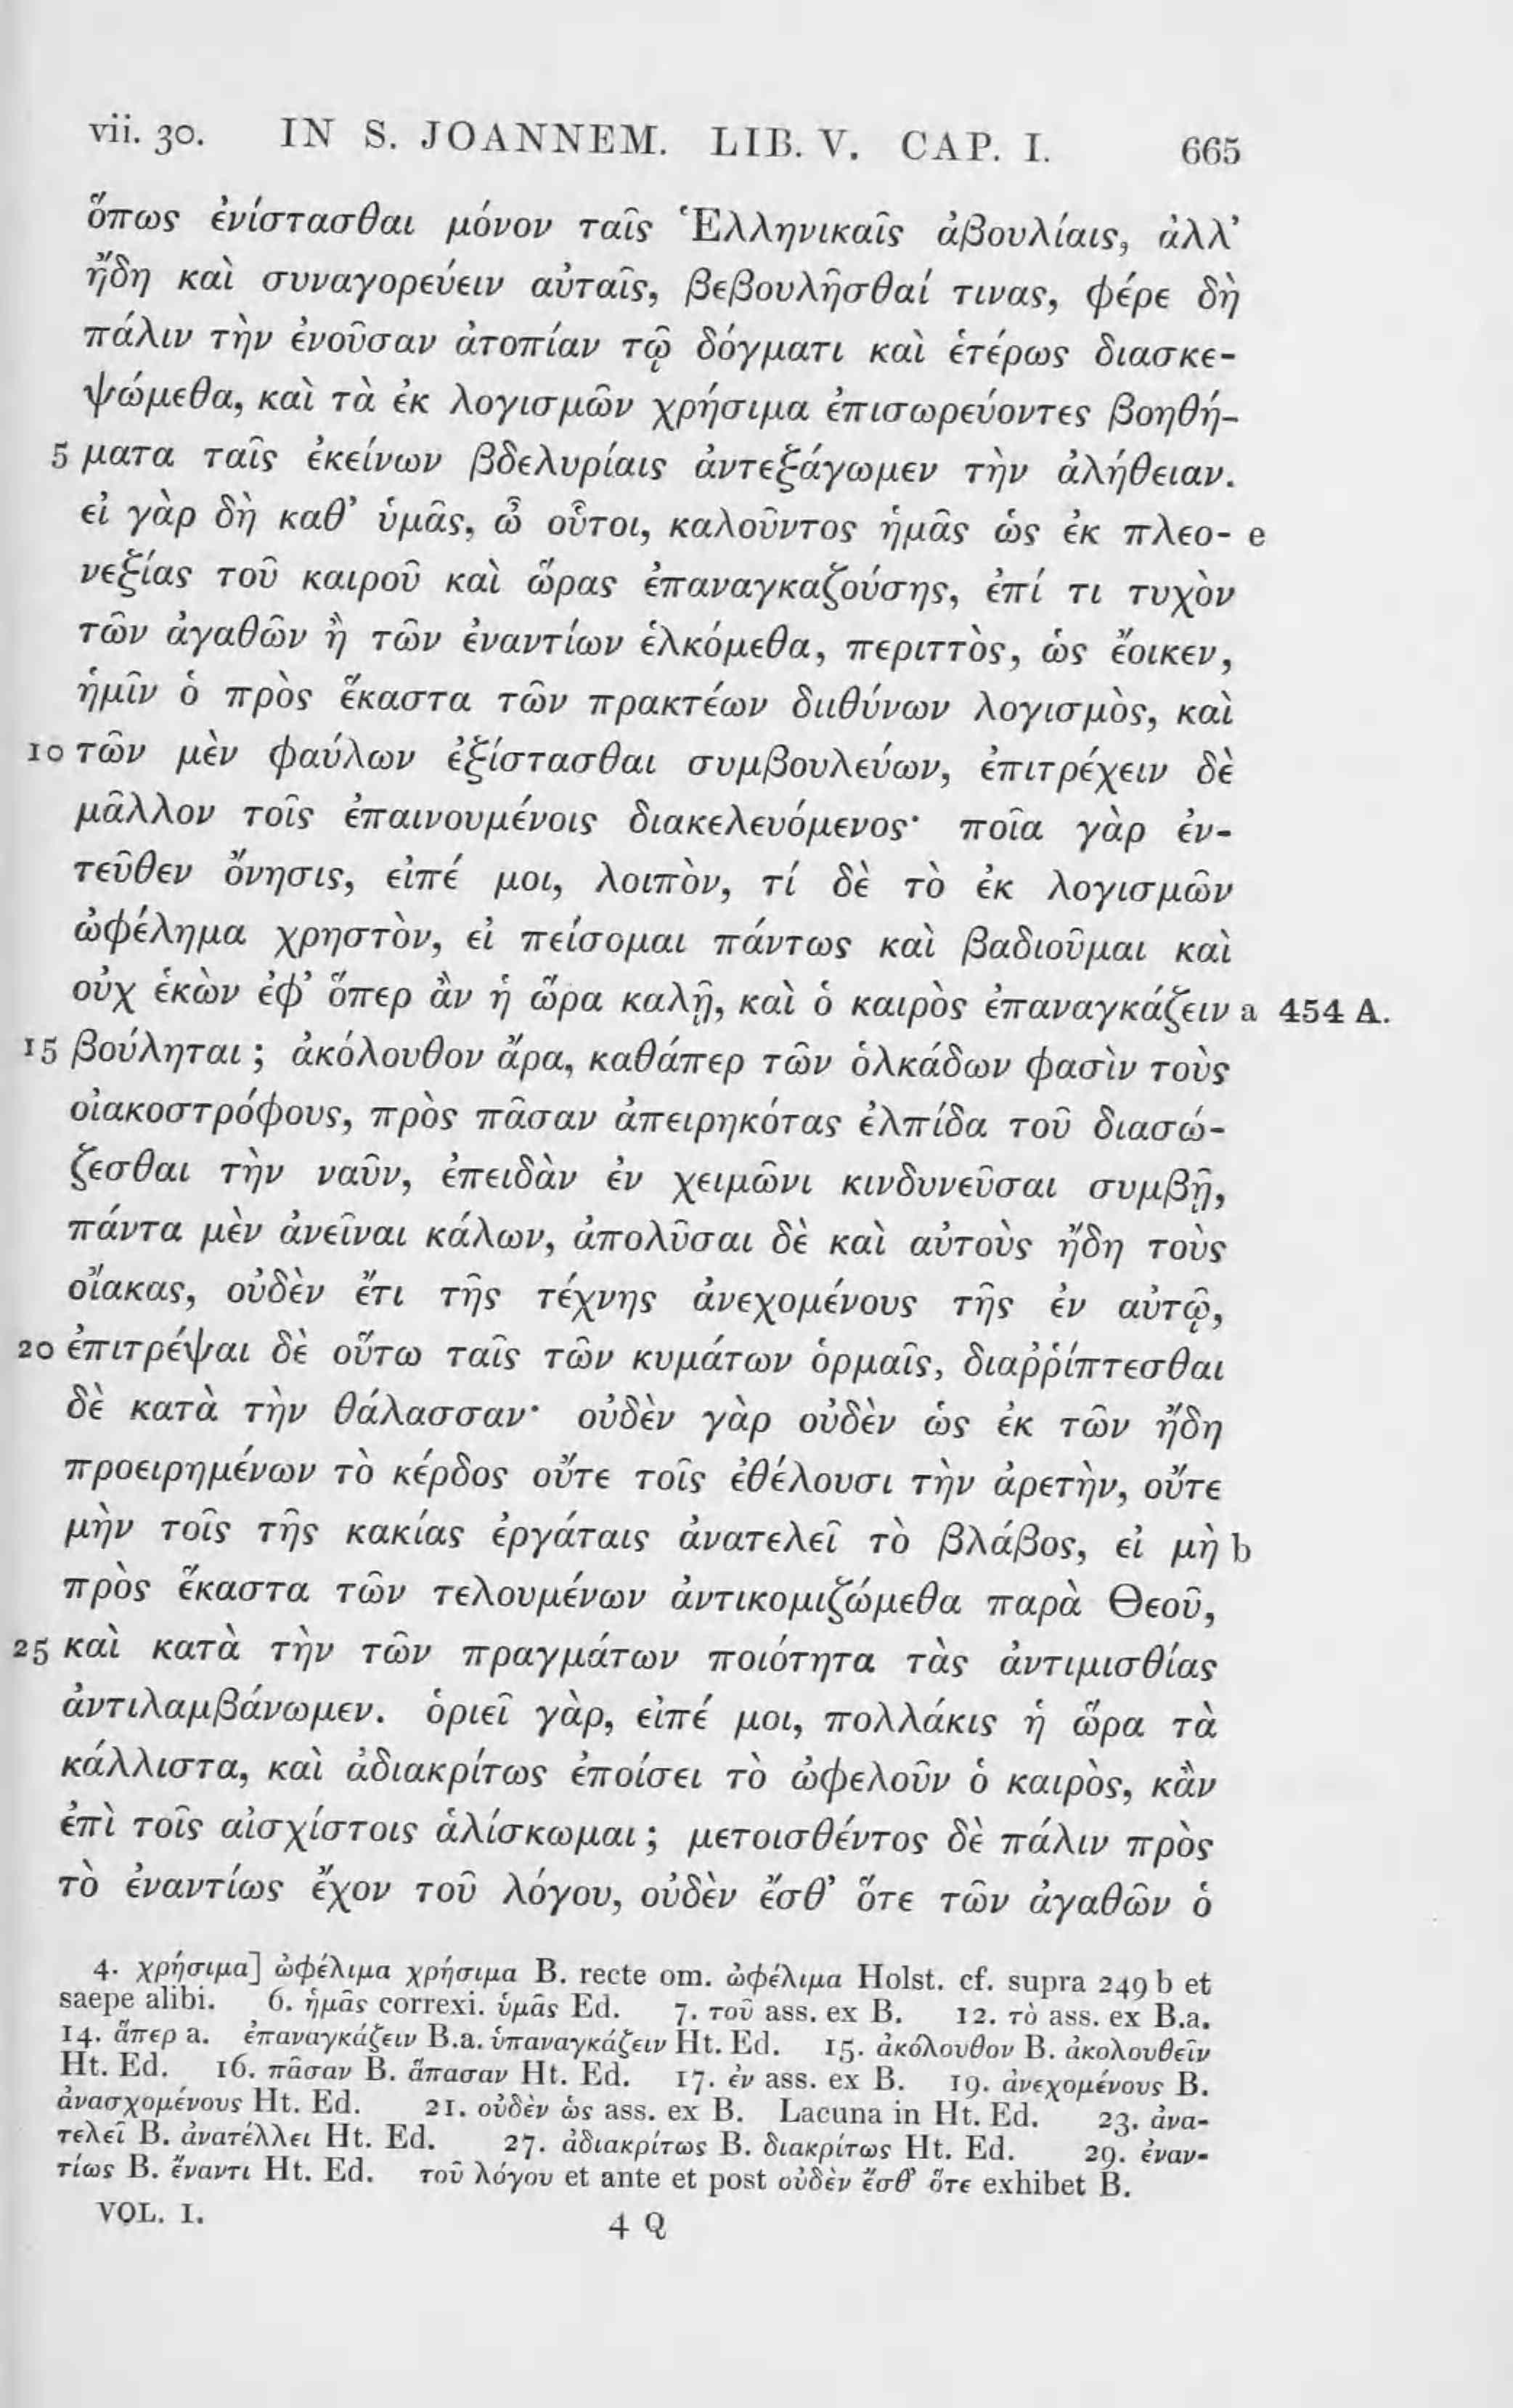 vii. 30. IN S. JOANNEM. LIB. V. CAP. I. 665
ὅπως ἐνίστασθαι μόνον ταῖς Ἑλληνικαῖς ἀβουλίαις, ἀλλ’
ἤδη καὶ συναγορεύειν αὐταῖς, βεβουλῆσθαί τινας, φέρε δὴ
πάλιν τὴν ἐνοῦσαν ἀτοπίαν τῷ δόγματι καὶ ἑτέρως διασκε-
ψώμεθα, καὶ τὰ ἐκ λογισμῶν χρήσιμα ἐπισωρεύοντες βοηθή-
5 ματα ταῖς ἐκείνων βδελυρίαις ἀντεξάγωμεν τὴν ἀλήθειαν.
εἰ γὰρ δὴ καθ’ ὑμᾶς, ὦ οὗτοι, καλοῦντος ἡμᾶς ὡς ἐκ πλεο- e
νεξίας τοῦ καιροῦ καὶ ὥρας ἐπαναγκαζούσης, ἐπί τι τυχὸν
τῶν ἀγαθῶν ἢ τῶν ἐναντίων ἑλκόμεθα, περιττὸς, ὡς ἔοικεν,
ἡμῖν ὁ πρὸς ἕκαστα τῶν πρακτέων διιθύνων λογισμὸς, καὶ
10 τῶν μὲν φαύλων ἐξίστασθαι συμβουλεύων, ἐπιτρέχειν δὲ
μᾶλλον τοῖς ἐπαινουμένοις διακελευόμενος· ποῖα γὰρ ἐν-
τεῦθεν ὄνησις, εἰπέ μοι, λοιπὸν, τί δὲ τὸ ἐκ λογισμῶν
ὠφέλημα χρηστὸν, εἰ πείσομαι πάντως καὶ βαδιοῦμαι καὶ
οὐχ ἑκὼν ἐφ’ ὅπερ ἂν ἡ ὥρα καλῇ, καὶ ὁ καιρὸς ἐπαναγκάζειν a 454 A.
15 βούληται ; ἀκόλουθον ἄρα, καθάπερ τῶν ὁλκάδων φασὶν τοὺς
οἰακοστρόφους, πρὸς πᾶσαν ἀπειρηκότας ἐλπίδα τοῦ διασώ-
ζεσθαι τὴν ναῦν, ἐπειδὰν ἐν χειμῶνι κινδυνεῦσαι συμβῇ,
πάντα μὲν ἀνεῖναι κάλων, ἀπολῦσαι δὲ καὶ αὐτοὺς ἤδη τοὺς
οἴακας, οὐδὲν ἔτι τῆς τέχνης ἀνεχομένους τῆς ἐν αὐτῷ,
20 ἐπιτρέψαι δὲ οὕτω ταῖς τῶν κυμάτων ὁρμαῖς, διαῤῥίπτεσθαι
δὲ κατὰ τὴν θάλασσαν· οὐδὲν γὰρ οὐδὲν ὡς ἐκ τῶν ἤδη
προειρημένων τὸ κέρδος οὔτε τοῖς ἐθέλουσι τὴν ἀρετὴν, οὔτε
μὴν τοῖς τῆς κακίας ἐργάταις ἀνατελεῖ τὸ βλάβος, εἰ μὴ b
πρὸς ἕκαστα τῶν τελουμένων ἀντικομιζώμεθα παρὰ Θεοῦ,
25 καὶ κατὰ τὴν τῶν πραγμάτων ποιότητα τὰς ἀντιμισθίας
ἀντιλαμβάνωμεν. ὁριεῖ γὰρ, εἰπέ μοι, πολλάκις ἡ ὥρα τὰ
κάλλιστα, καὶ ἀδιακρίτως ἐποίσει τὸ ὠφελοῦν ὁ καιρὸς, κἂν
ἐπὶ τοῖς αἰσχίστοις ἁλίσκωμαι ; μετοισθέντος δὲ πάλιν πρὸς
τὸ ἐναντίως ἔχον τοῦ λόγου, οὐδὲν ἔσθ’ ὅτε τῶν ἀγαθῶν ὁ
4. χρήσιμα] ὠφέλιμα χρήσιμα B. recte om. ὠφέλιμα Holst. cf. supra 249 b et
saepe alibi. 6. ἡμᾶς correxi. ὑμᾶς Ed. 7. τοῦ ass. ex B. 12. τὸ ass. ex B.a.
14. ἅπερ a. ἐπαναγκάζειν B.a. ὑπαναγκάζειν Ht. Ed. 15. ἀκόλουθον B. ἀκολουθεῖν
Ht. Ed. 16. πᾶσαν B. ἅπασαν Ht. Ed. 17. ἐν ass. ex B. 19. ἀνεχομένους B.
ἀνασχομένους Ht. Ed. 21. οὐδὲν ὡς ass. ex B. Lacuna in Ht. Ed. 23. ἀνα-
τελεῖ B. ἀνατέλλει Ht. Ed. 27. ἀδιακρίτως B. διακρίτως Ht. Ed. 29. ἐναν-
τίως B. ἔναντι Ht. Ed. τοῦ λόγου et ante et post οὐδὲν ἔσθ’ ὅτε exhibet B.
VOL. I. 4 Q